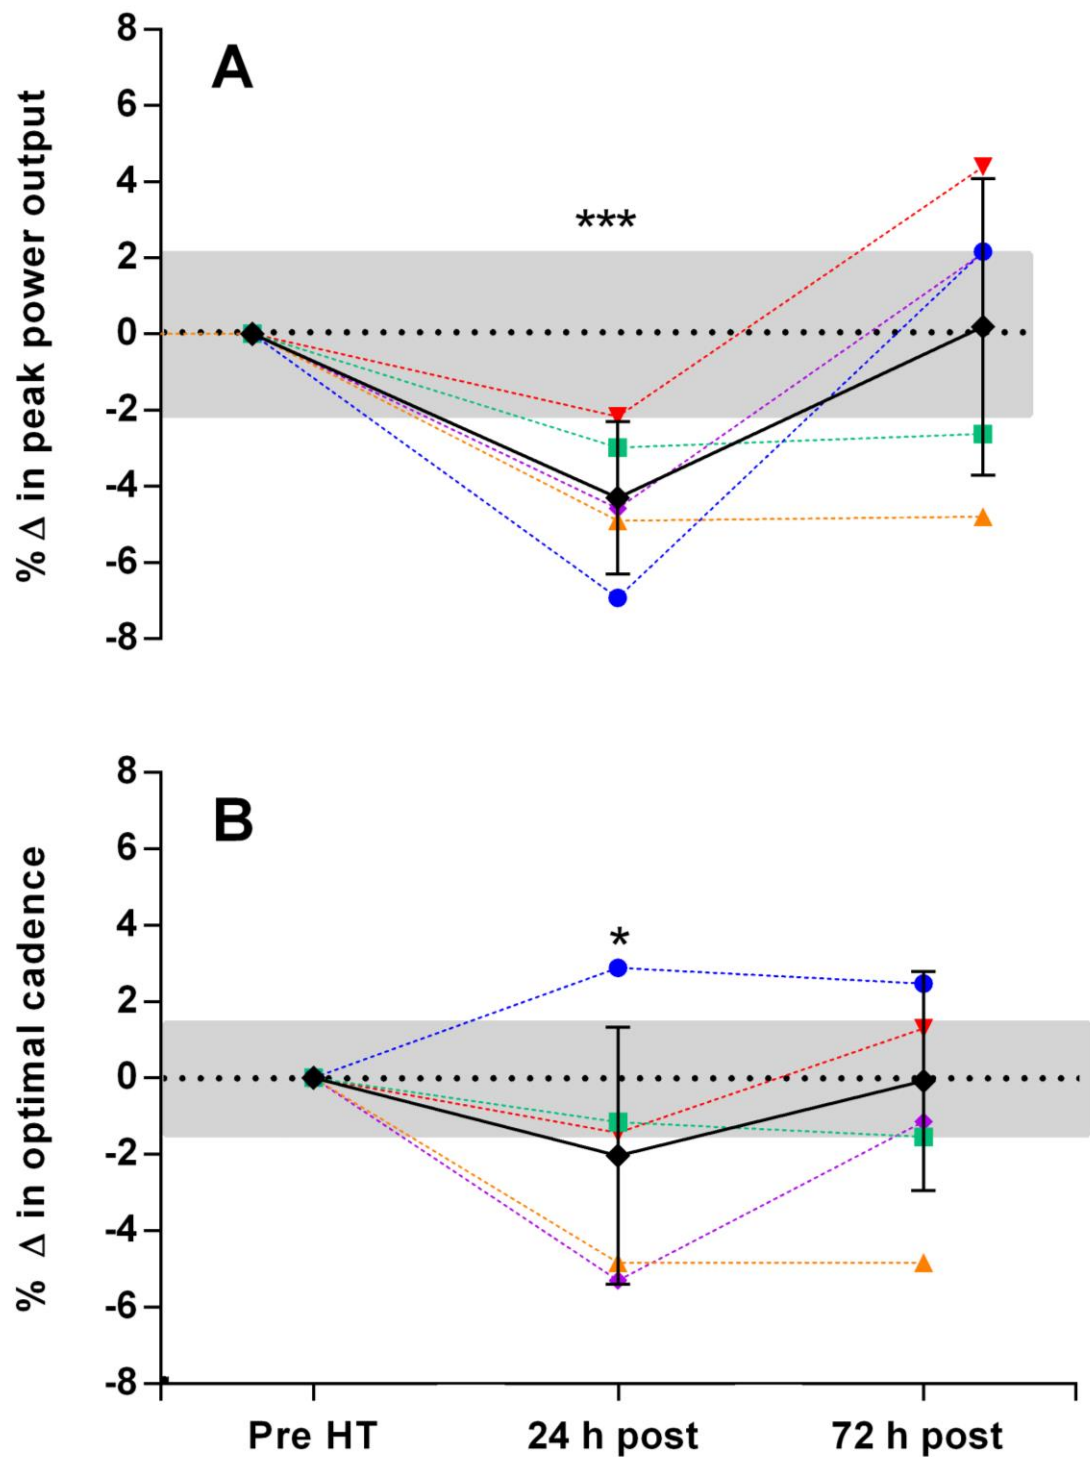 A
% Δ in peak power output
8
6
4
2
0
-2
-4
-6
-8
***
B
% Δ in optimal cadence
8
6
4
2
0
-2
-4
-6
-8
*
Pre HT
24 h post
72 h post